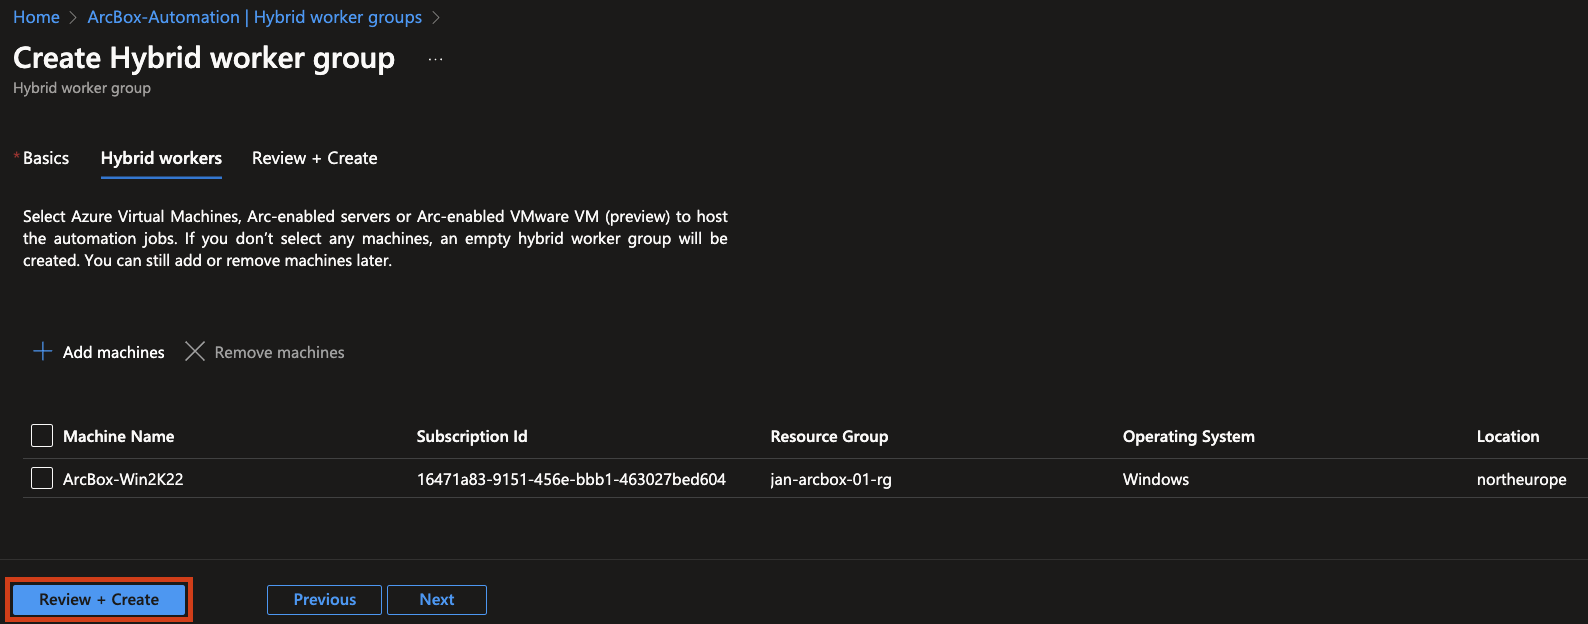 Home > ArcBox-Automation | Hybrid worker groups >
Create Hybrid worker group ...
Hybrid worker group
* Basics Hybrid workers Review + Create
Select Azure Virtual Machines, Arc-enabled servers or Arc-enabled VMware VM (preview) to host
the automation jobs. If you don’t select any machines, an empty hybrid worker group will be
created. You can still add or remove machines later.
Add machines Remove machines
Machine Name Subscription Id Resource Group Operating System Location
ArcBox-Win2K22 16471a83-9151-456e-bbb1-463027bed604 jan-arcbox-01-rg Windows northeurope
Review + Create Previous Next